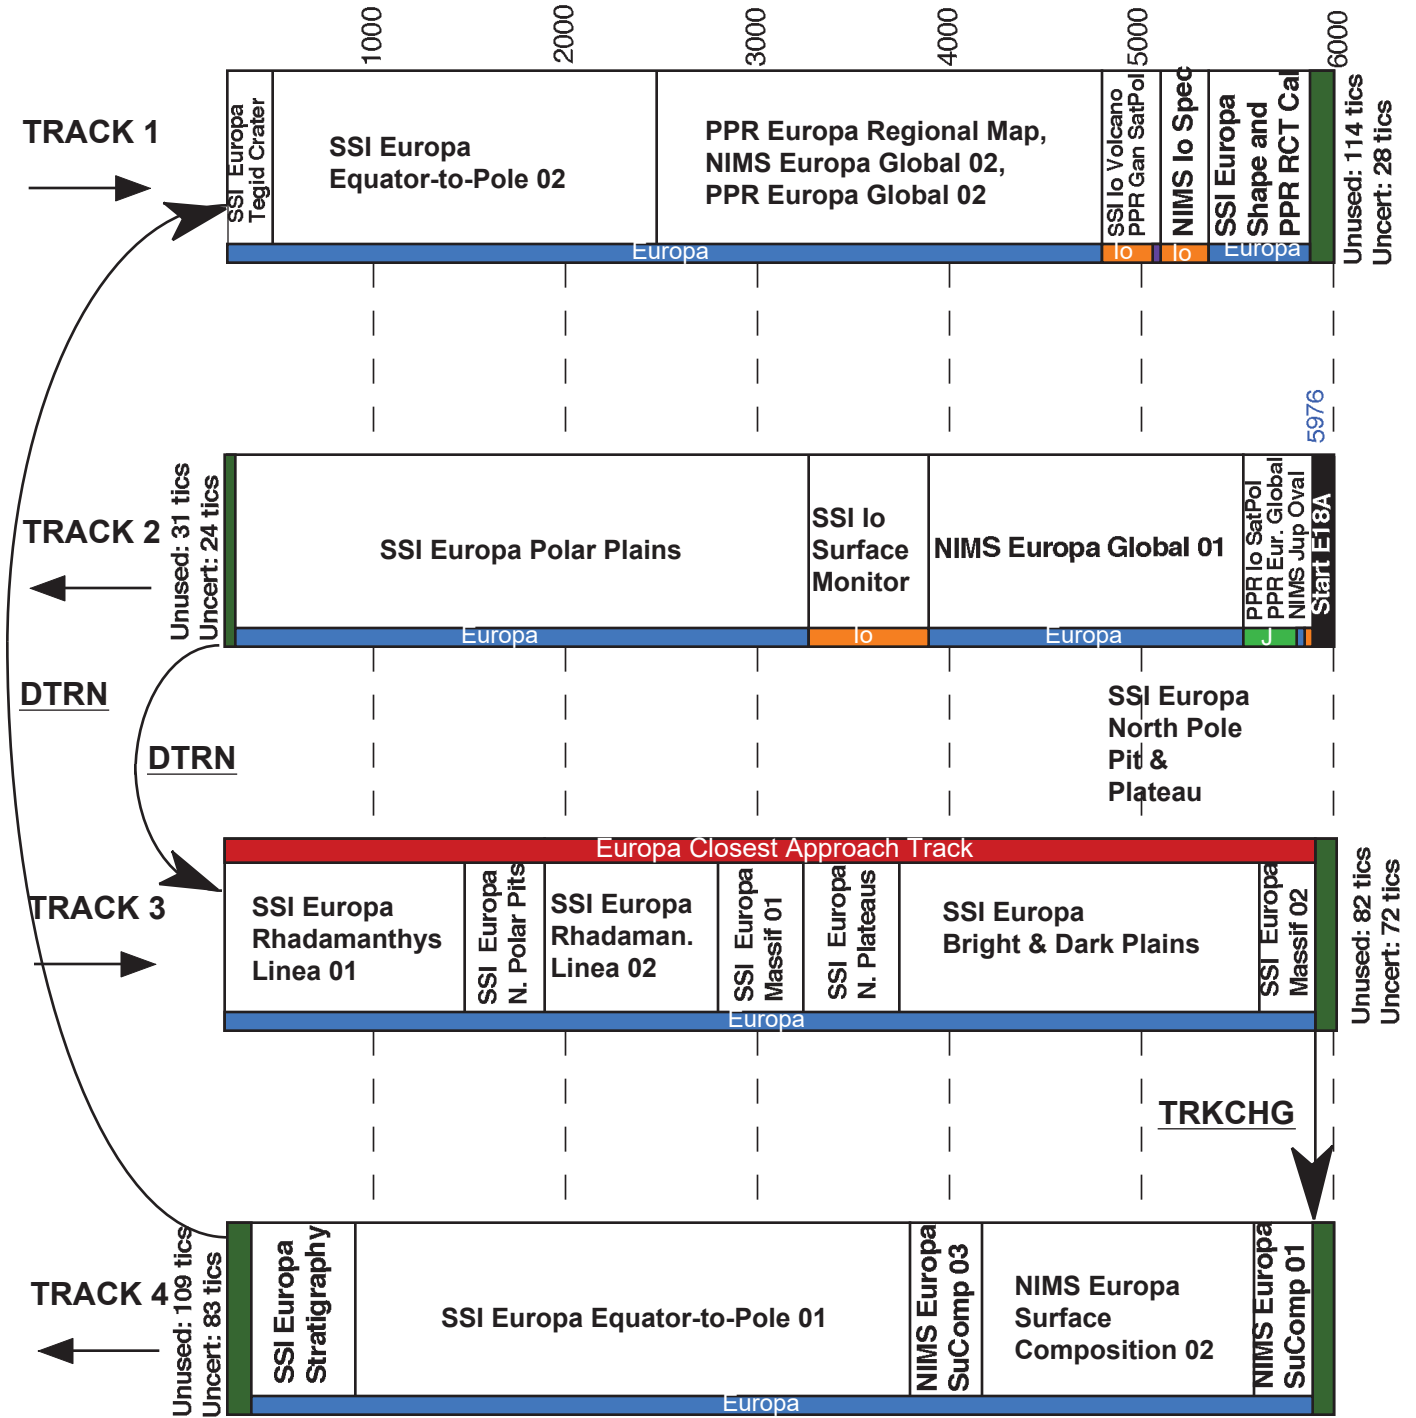 1000
2000
3000
4000
5000
6000
TRACK 1
SSI Europa
Tegid Crater
SSI Europa
Equator-to-Pole 02
PPR Europa Regional Map,
NIMS Europa Global 02,
PPR Europa Global 02
SSI Io Volcano
PPR Gan SatPol
NIMS Io Spec
SSI Europa
Shape and
PPR RCT Cal
Unused: 114 tics
Uncert: 28 tics
Europa
Io
Io
Europa
5976
TRACK 2
Unused: 31 tics
Uncert: 24 tics
SSI Europa Polar Plains
SSI Io
Surface
Monitor
NIMS Europa Global 01
PPR Io SatPol
PPR Eur. Global
NIMS Jup Oval
Start E18A
Europa
Io
Europa
J
DTRN
DTRN
SSI Europa
North Pole
Pit &
Plateau
Europa Closest Approach Track
TRACK 3
SSI Europa
Rhadamanthys
Linea 01
SSI Europa
N. Polar Pits
SSI Europa
Rhadaman.
Linea 02
SSI Europa
Massif 01
SSI Europa
N. Plateaus
SSI Europa
Bright & Dark Plains
SSI Europa
Massif 02
Unused: 82 tics
Uncert: 72 tics
Europa
TRKCHG
TRACK 4
Unused: 109 tics
Uncert: 83 tics
SSI Europa
Stratigraphy
SSI Europa Equator-to-Pole 01
NIMS Europa
SuComp 03
NIMS Europa
Surface
Composition 02
NIMS Europa
SuComp 01
Europa